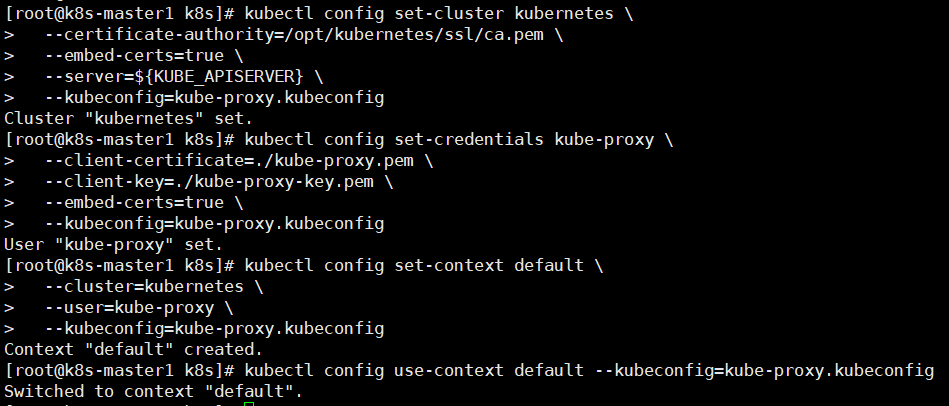 [root@k8s-master1 k8s]# kubectl config set-cluster kubernetes \
>   --certificate-authority=/opt/kubernetes/ssl/ca.pem \
>   --embed-certs=true \
>   --server=${KUBE_APISERVER} \
>   --kubeconfig=kube-proxy.kubeconfig
Cluster "kubernetes" set.
[root@k8s-master1 k8s]# kubectl config set-credentials kube-proxy \
>   --client-certificate=./kube-proxy.pem \
>   --client-key=./kube-proxy-key.pem \
>   --embed-certs=true \
>   --kubeconfig=kube-proxy.kubeconfig
User "kube-proxy" set.
[root@k8s-master1 k8s]# kubectl config set-context default \
>   --cluster=kubernetes \
>   --user=kube-proxy \
>   --kubeconfig=kube-proxy.kubeconfig
Context "default" created.
[root@k8s-master1 k8s]# kubectl config use-context default --kubeconfig=kube-proxy.kubeconfig
Switched to context "default".